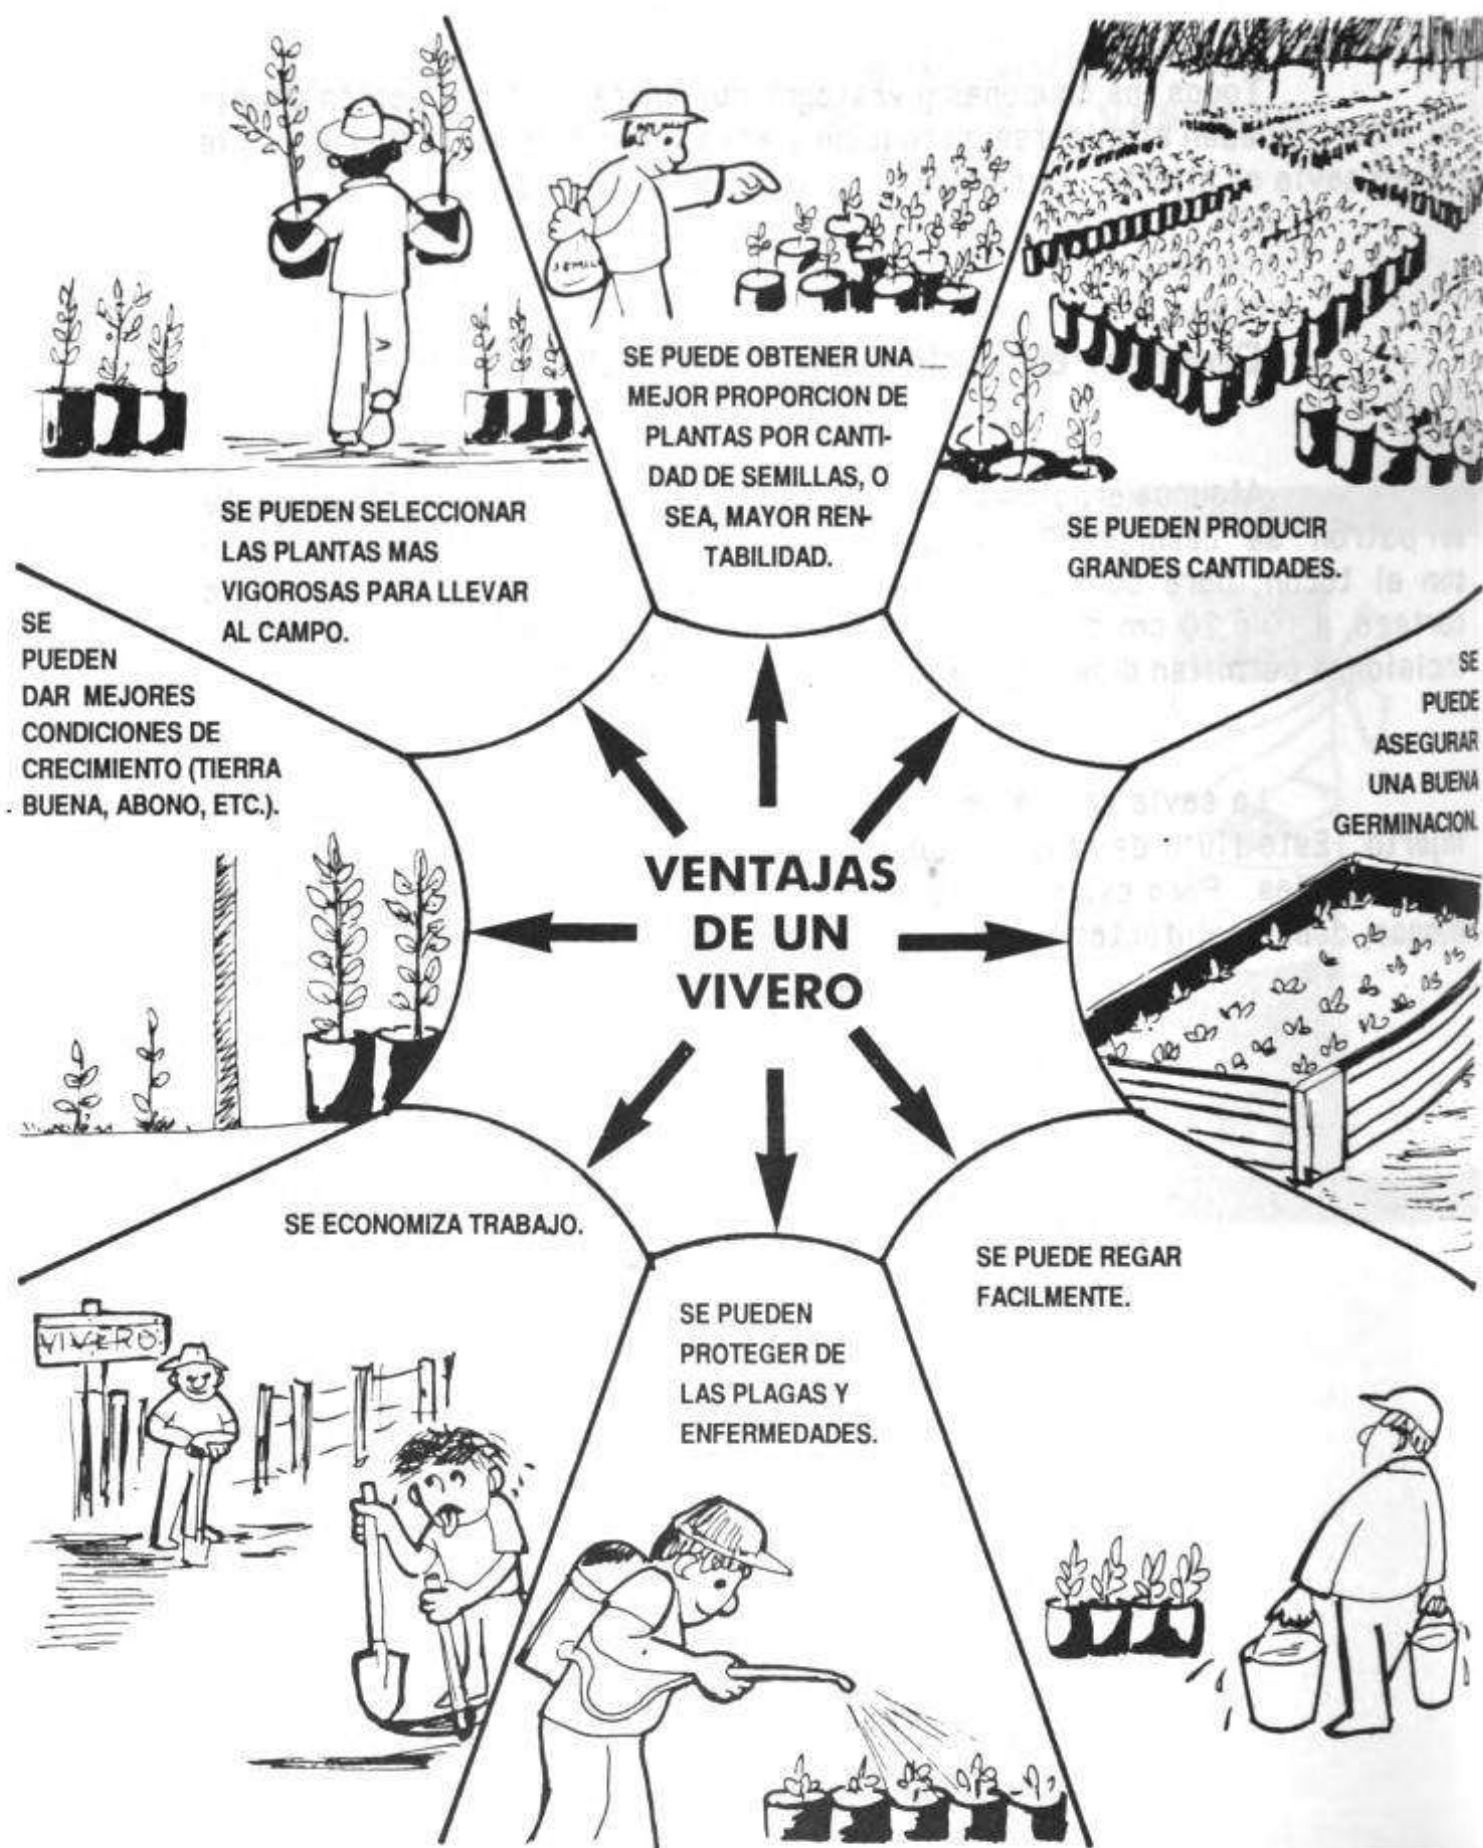 SE PUEDE OBTENER UNA
MEJOR PROPORCION DE
PLANTAS POR CANTI-
DAD DE SEMILLAS, O
SEA, MAYOR REN-
TABILIDAD.
SE PUEDEN SELECCIONAR
LAS PLANTAS MAS
VIGOROSAS PARA LLEVAR
AL CAMPO.
SE PUEDEN PRODUCIR
GRANDES CANTIDADES.
SE
PUEDEN
DAR MEJORES
CONDICIONES DE
CRECIMIENTO (TIERRA
BUENA, ABONO, ETC.).
SE
PUEDE
ASEGURAR
UNA BUENA
GERMINACION.
VENTAJAS
DE UN
VIVERO
SE ECONOMIZA TRABAJO.
VIVERO
SE PUEDEN
PROTEGER DE
LAS PLAGAS Y
ENFERMEDADES.
SE PUEDE REGAR
FACILMENTE.